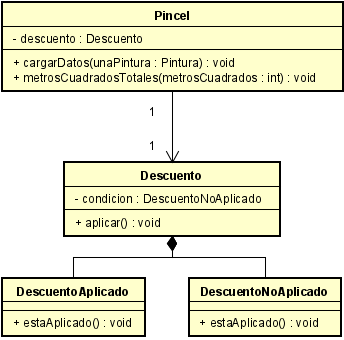 Pincel
- descuento : Descuento
+ cargarDatos(unaPintura : Pintura) : void
+ metrosCuadradosTotales(metrosCuadrados : int) : void
1
1
Descuento
- condicion : DescuentoNoAplicado
+ aplicar() : void
DescuentoAplicado
+ estaAplicado() : void
DescuentoNoAplicado
+ estaAplicado() : void